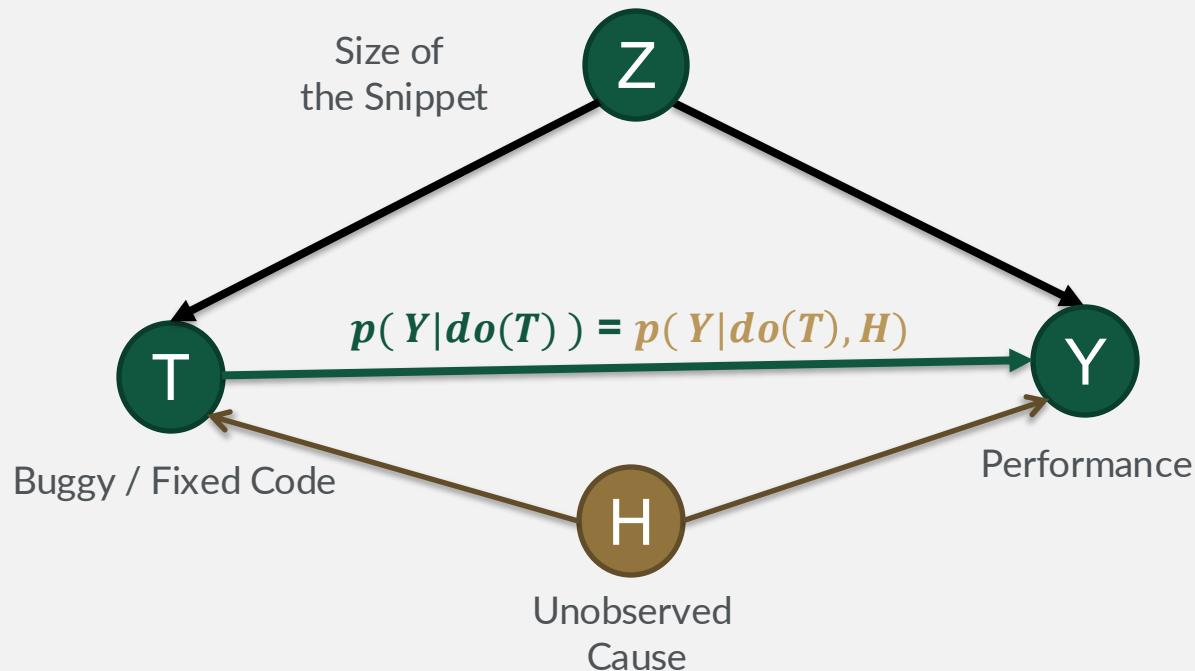 Size of
the Snippet
Z
p( Y|do(T) ) = p( Y|do(T), H)
T
Y
Buggy / Fixed Code
Performance
H
Unobserved
Cause